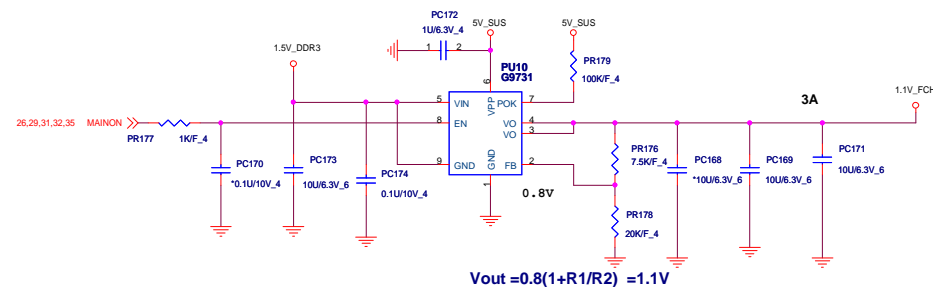 PC172
1U/6.3V_4
1
2
5V_SUS
5V_SUS
1.5V_DDR3
PR179
100K/F_4
PU10
G9731
6
VPP
5
VIN
POK
7
26,29,31,32,35
MAINON
PR177
1K/F_4
8
EN
VO
4
VO
3
3A
1.1V_FCH
9
GND
GND
FB
2
1
0.8V
PC170
*0.1U/10V_4
PC173
10U/6.3V_6
PC174
0.1U/10V_4
PR176
7.5K/F_4
PR178
20K/F_4
PC168
*10U/6.3V_6
PC169
10U/6.3V_6
PC171
10U/6.3V_6
Vout =0.8(1+R1/R2) =1.1V